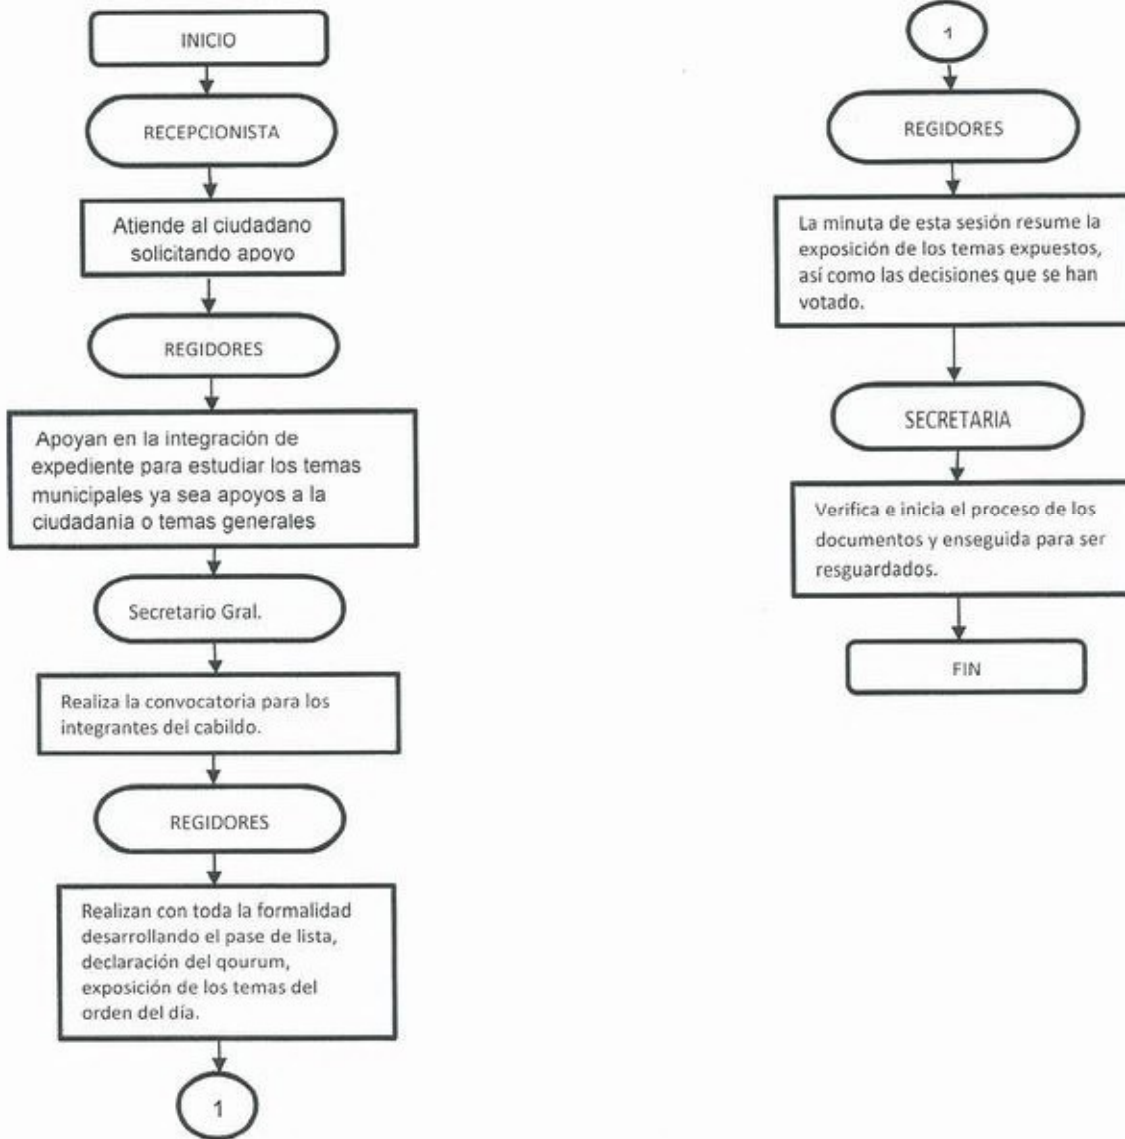 INICIO
RECEPCIONISTA
Atiende al ciudadano
solicitando apoyo
REGIDORES
Apoyan en la integración de
expediente para estudiar los temas
municipales ya sea apoyos a la
ciudadanía o temas generales
Secretario Gral.
Realiza la convocatoria para los
integrantes del cabildo.
REGIDORES
Realizan con toda la formalidad
desarrollando el pase de lista,
declaración del qourum,
exposición de los temas del
orden del día.
1
1
REGIDORES
La minuta de esta sesión resume la
exposición de los temas expuestos,
así como las decisiones que se han
votado.
SECRETARIA
Verifica e inicia el proceso de los
documentos y enseguida para ser
resguardados.
FIN